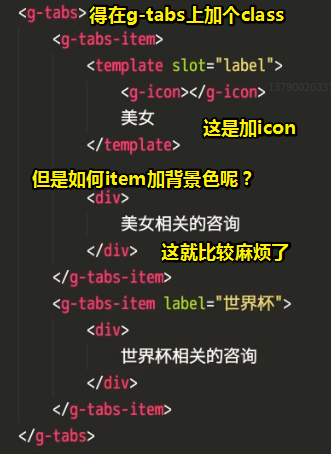 <g-tabs>得在g-tabs上加个class
<g-tabs-item>
<template slot="label">
<g-icon></g-icon>
美女
这是加icon
</template>
但是如何item加背景色呢？
<div>
美女相关的咨询
</div>
这就比较麻烦了
</g-tabs-item>
<g-tabs-item label="世界杯">
<div>
世界杯相关的咨询
</div>
</g-tabs-item>
</g-tabs>